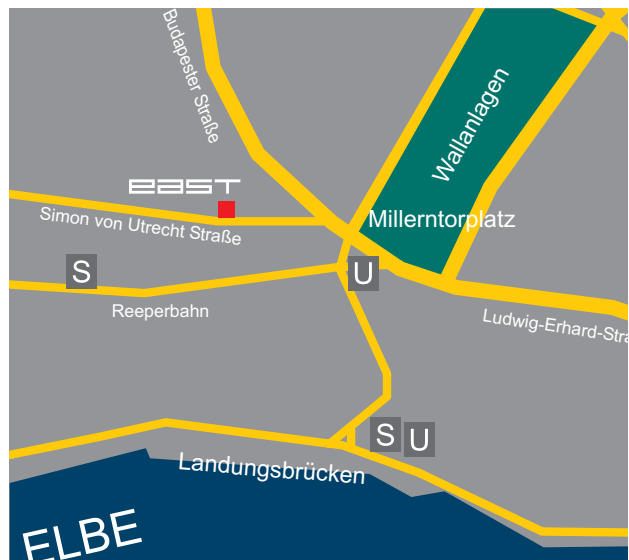 Budapester Straße
Wallanlagen
east
Millerntorplatz
Simon von Utrecht Straße
S
U
Reeperbahn
Ludwig-Erhard-Stra
S
U
Landungsbrücken
ELBE